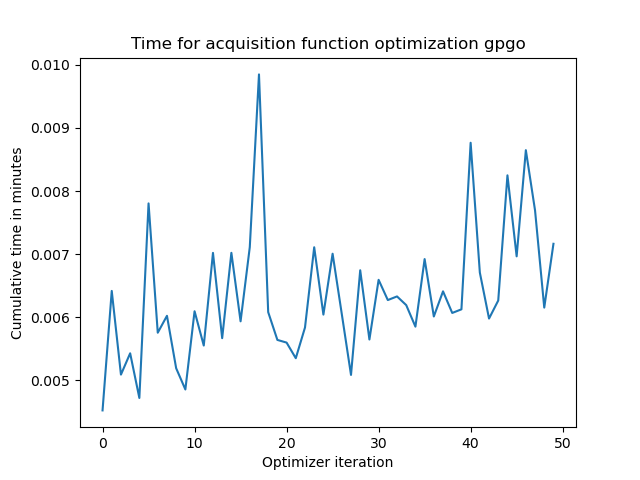 Time for acquisition function optimization gpgo
Cumulative time in minutes
0.010
0.009
0.008
0.007
0.006
0.005
0 10 20 30 40 50
Optimizer iteration